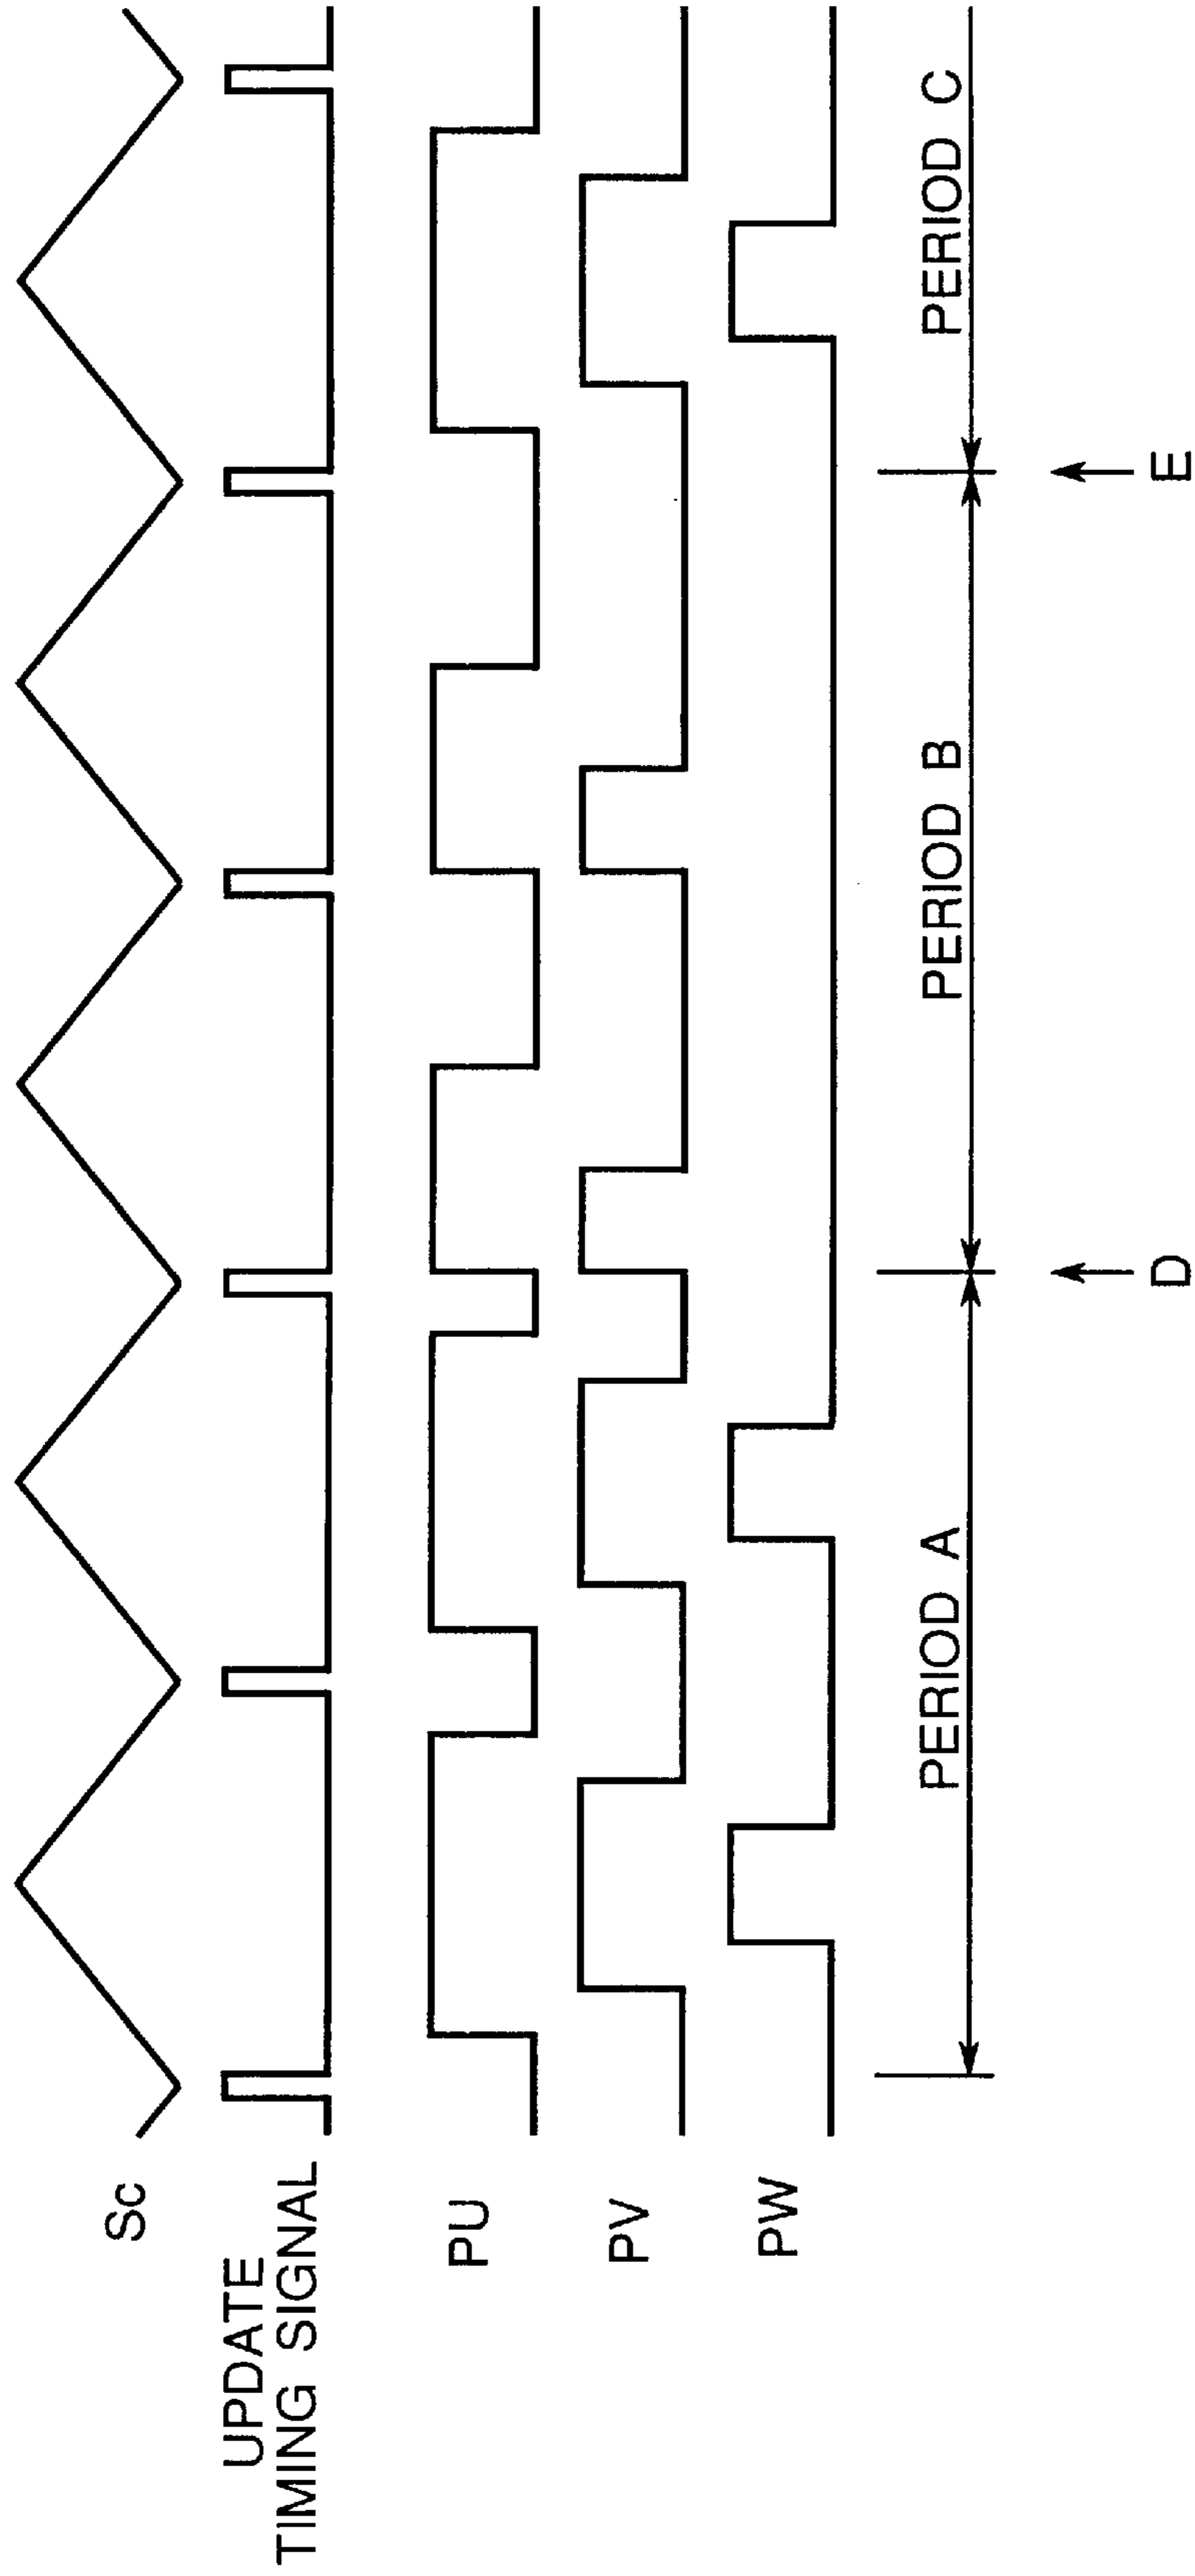 Sc
UPDATE
TIMING SIGNAL
PU
PV
PW
PERIOD A
PERIOD B
PERIOD C
D
E